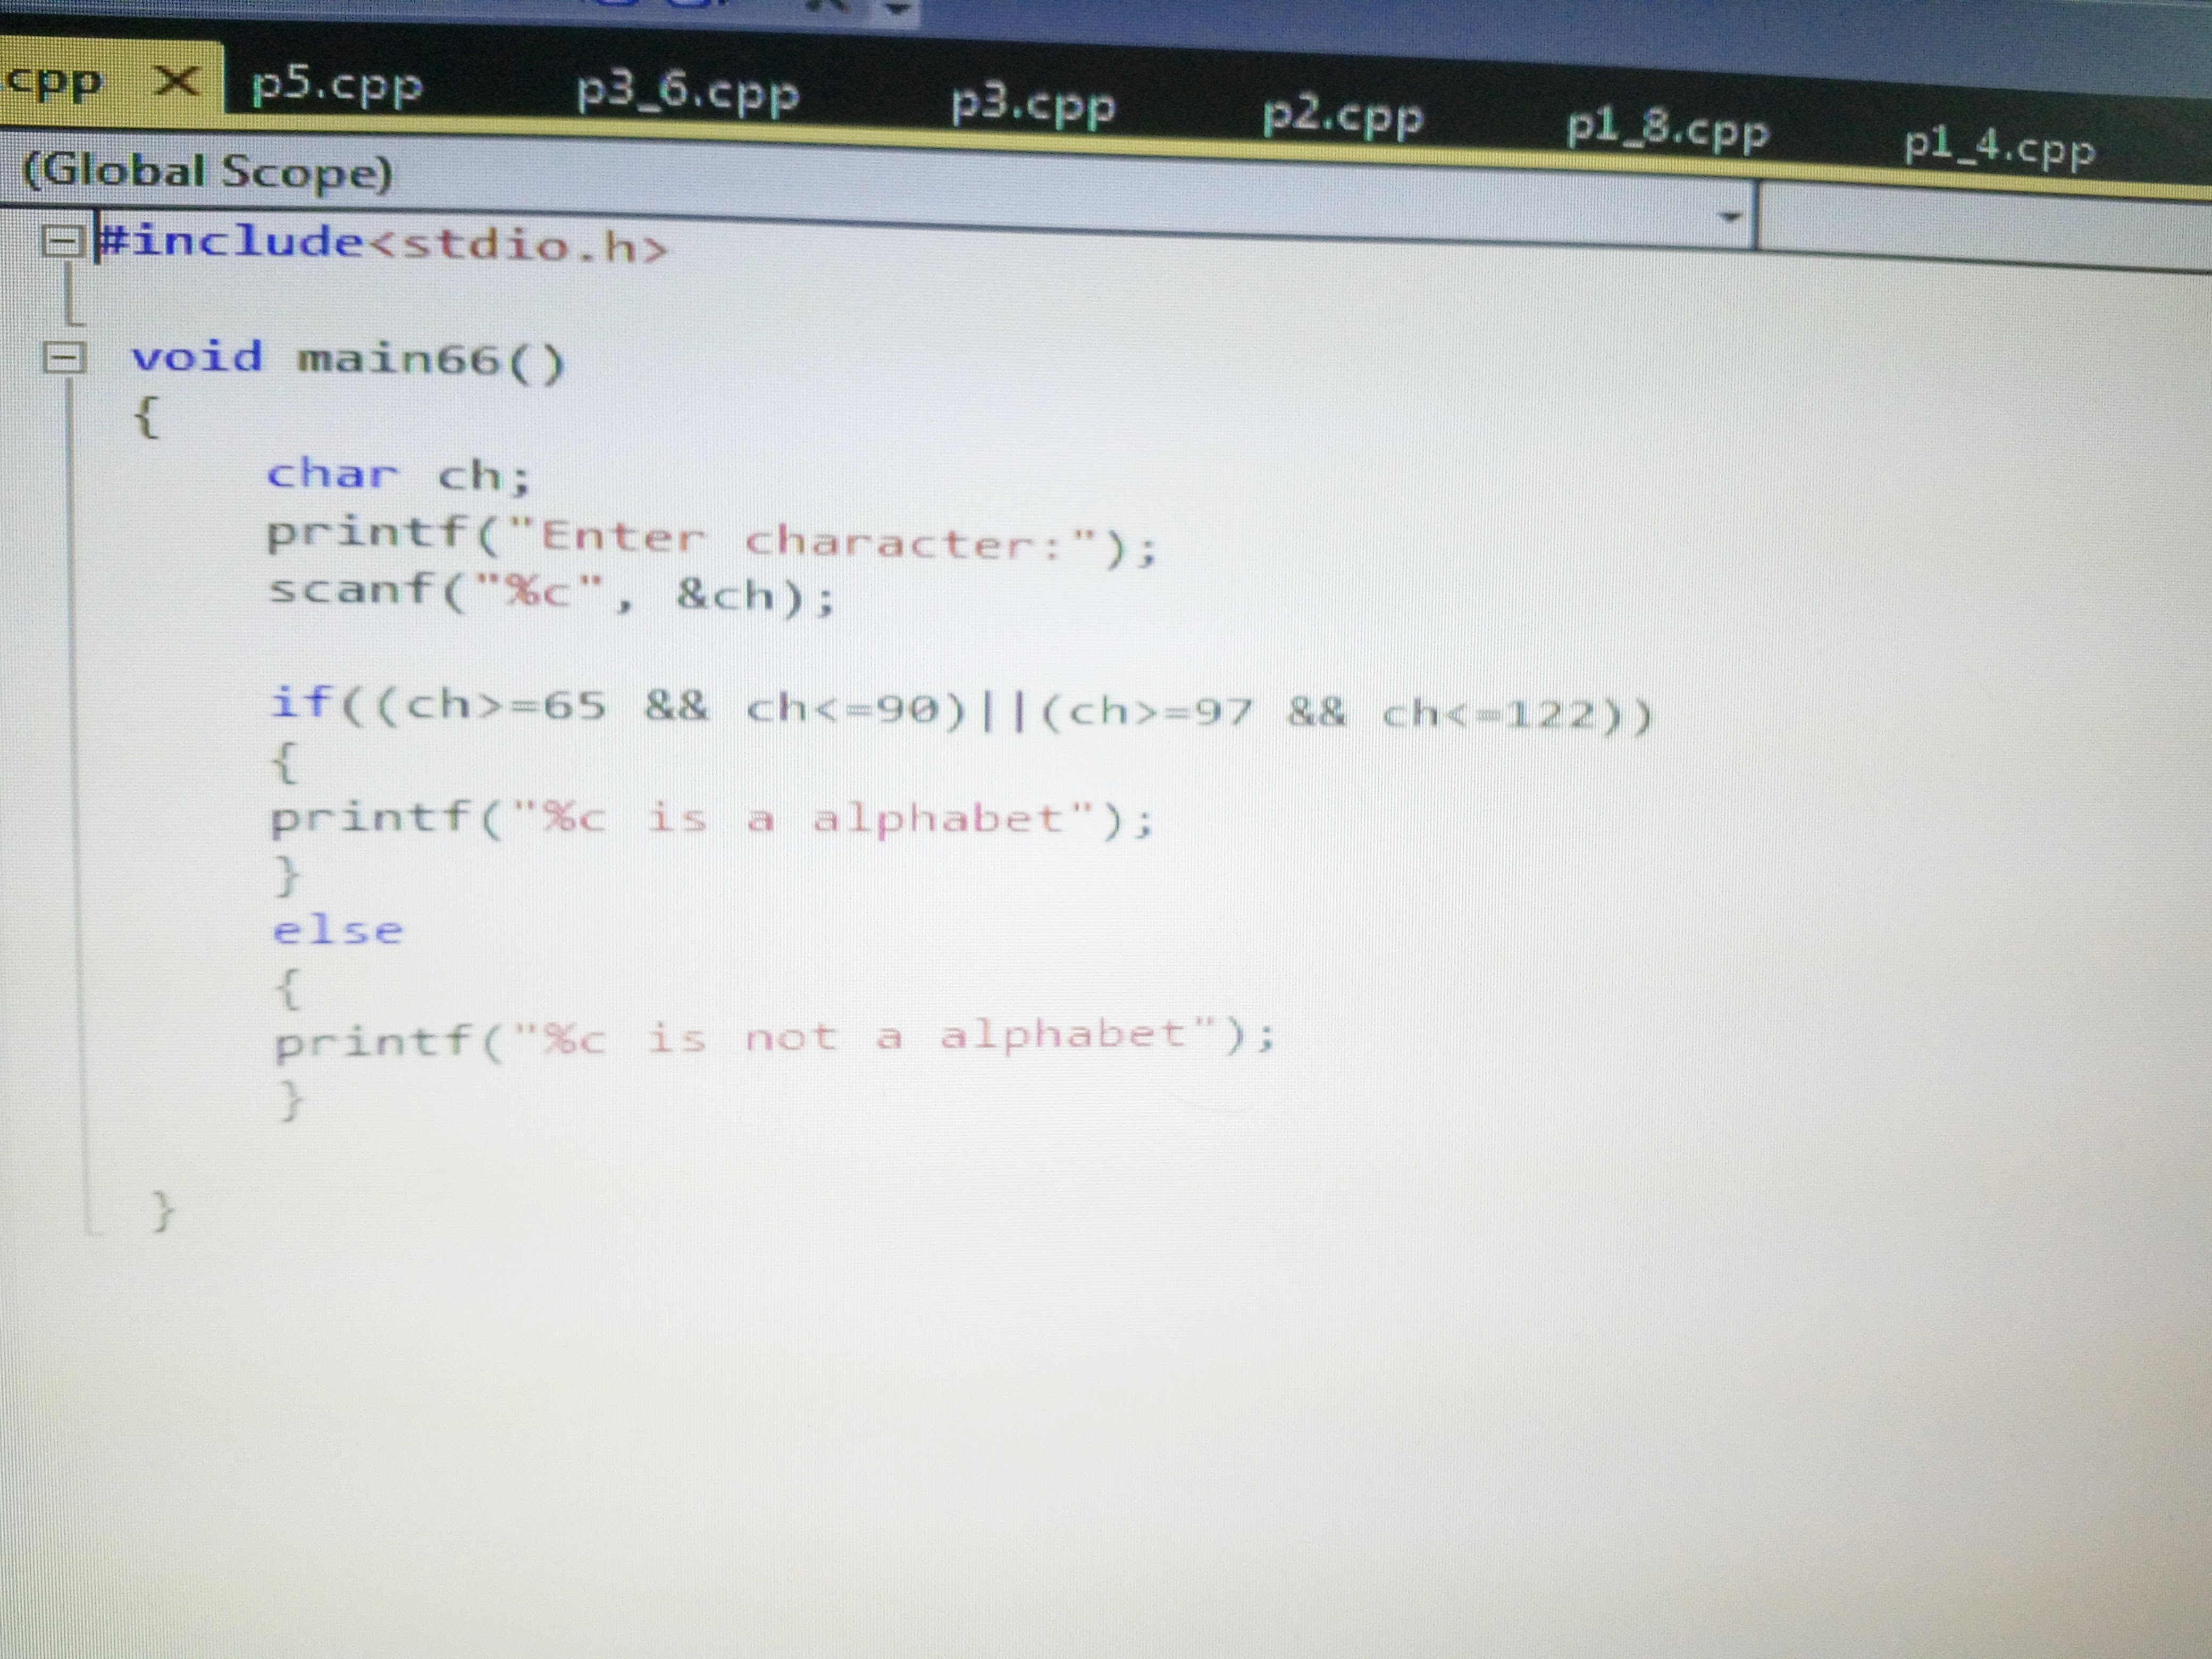 .cpp X p5.cpp p3_6.cpp p3.cpp p2.cpp p1_8.cpp p1_4.cpp
(Global Scope)
#include<stdio.h>
void main66()
{
char ch;
printf("Enter character:");
scanf("%c", &ch);
if((ch>=65 && ch<=90)||(ch>=97 && ch<=122))
{
printf("%c is a alphabet");
}
else
{
printf("%c is not a alphabet");
}
}